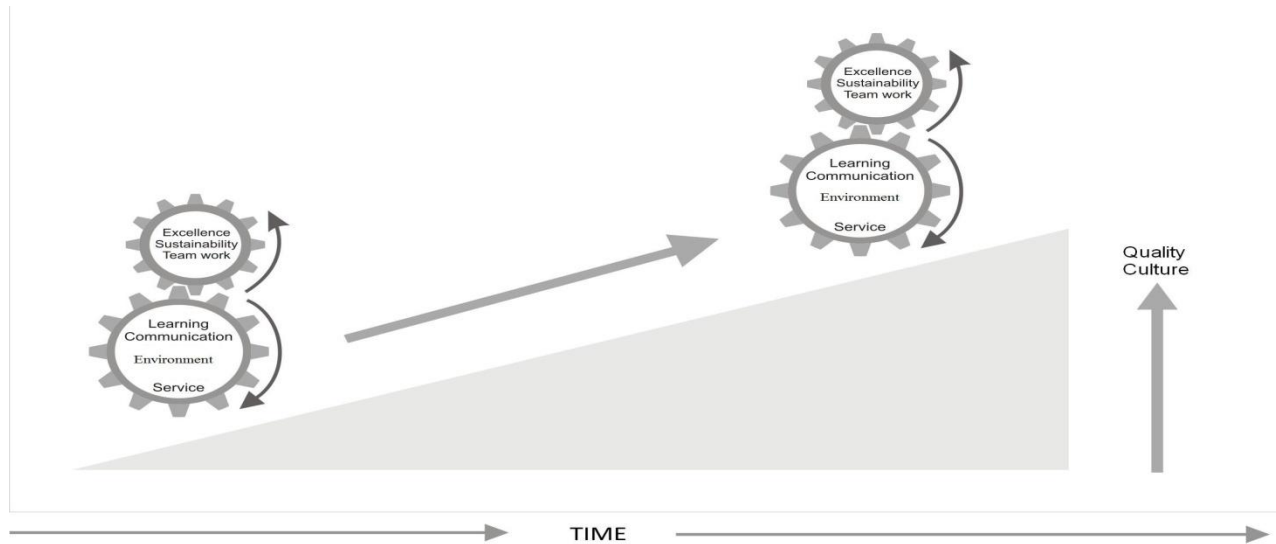 Excellence
Sustainability
Team work
Learning
Communication
Environment
Service
Excellence
Sustainability
Team work
Learning
Communication
Environment
Service
Quality
Culture
TIME